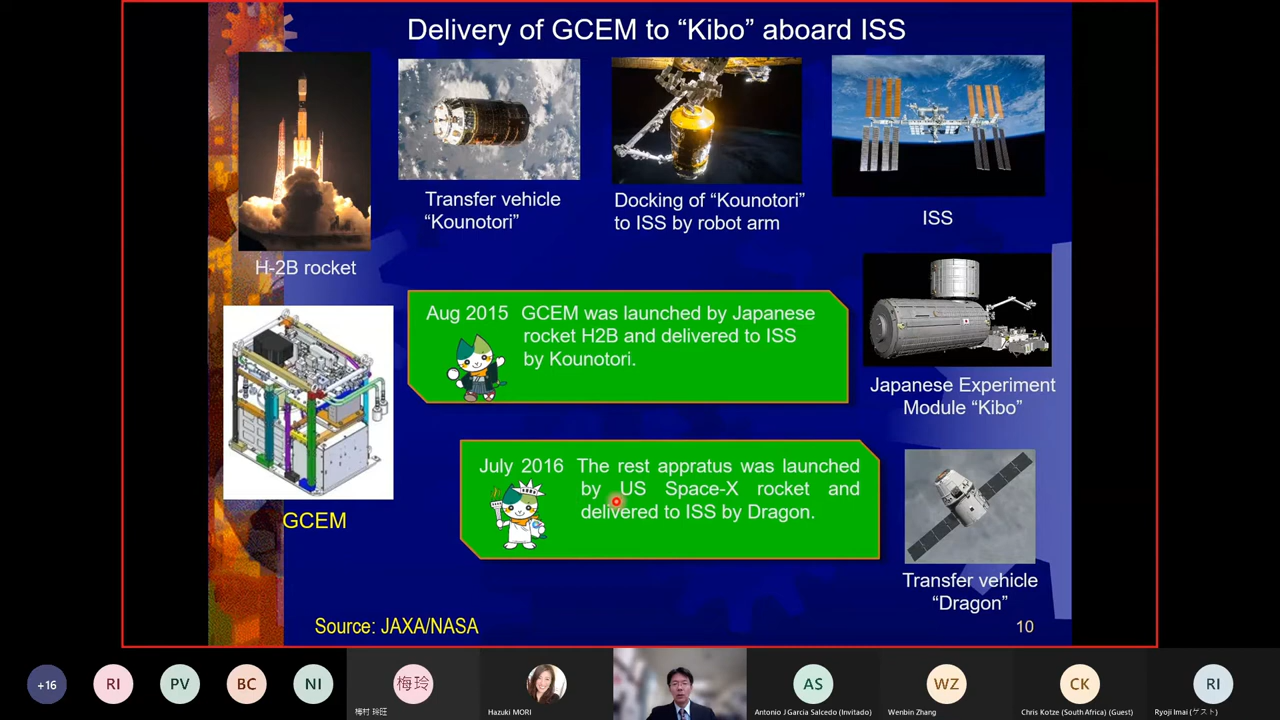 Delivery of GCEM to “Kibo” aboard ISS
H-2B rocket
Transfer vehicle
“Kounotori”
Docking of “Kounotori”
to ISS by robot arm
ISS
Aug 2015 GCEM was launched by Japanese
rocket H2B and delivered to ISS
by Kounotori.
Japanese Experiment
Module “Kibo”
GCEM
July 2016 The rest appratus was launched
by US Space-X rocket and
delivered to ISS by Dragon.
Transfer vehicle
“Dragon”
Source: JAXA/NASA
10
+16
RI
PV
BC
NI
梅玲
梅村 玲旺
Hazuki MORI
AS
Antonio J Garcia Salcedo (Invitado)
WZ
Wenbin Zhang
CK
Chris Kotze (South Africa) (Guest)
RI
Ryoji Imai (ゲスト)